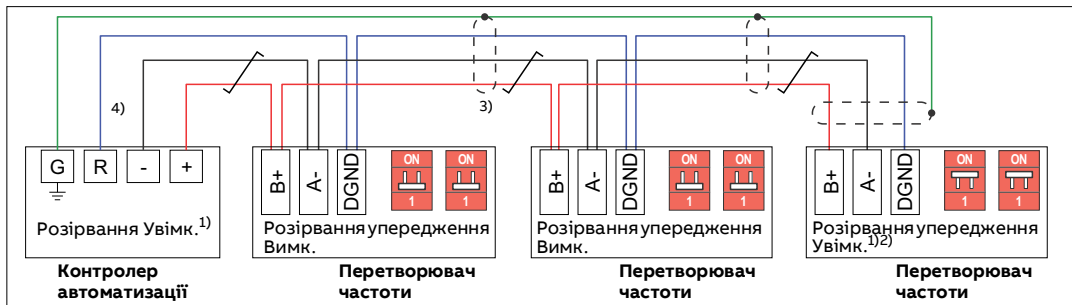 4)
3)
G
R
-
+
B+
A-
DGND
ON
ON
1
1
B+
A-
DGND
ON
ON
1
1
B+
A-
DGND
ON
ON
1
1
Розірвання Увімк.1)
Розірвання упередження
Вимк.
Розірвання упередження
Вимк.
Розірвання упередження
Увімк.1)2)
Контролер
автоматизації
Перетворювач
частоти
Перетворювач
частоти
Перетворювач
частоти